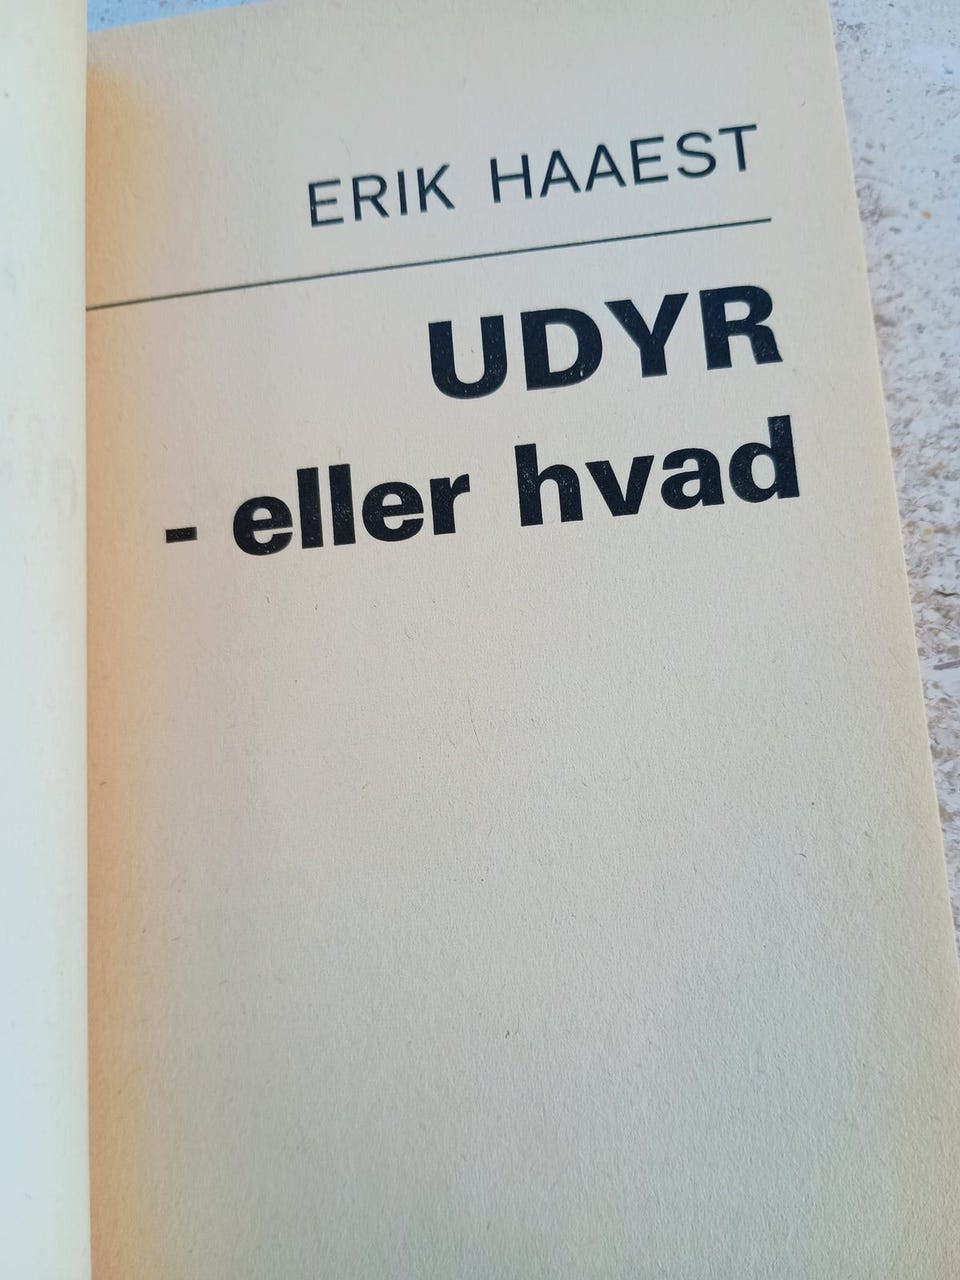 ERIK HAAEST
UDYR
- eller hvad